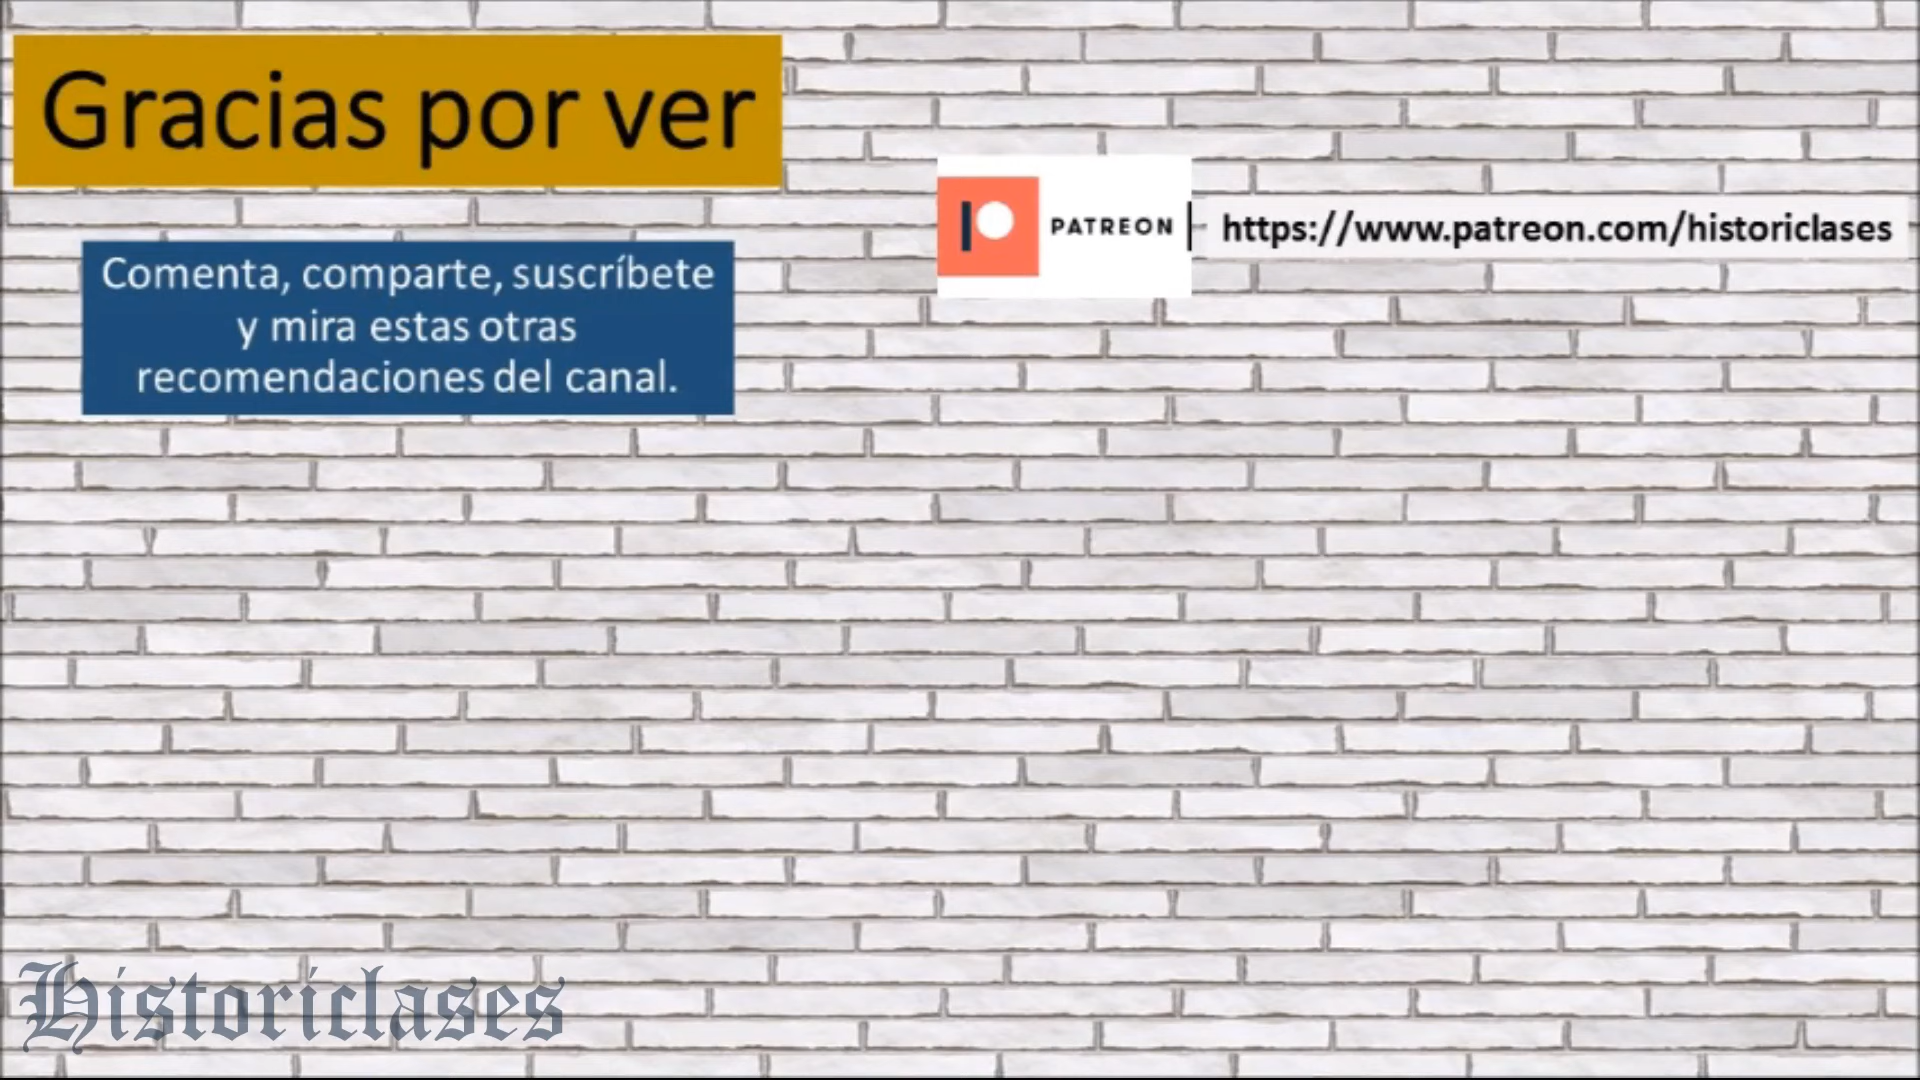 Gracias por ver
Comenta, comparte, suscríbete
y mira estas otras
recomendaciones del canal.
PATREON
https://www.patreon.com/historiclases
Historiclases